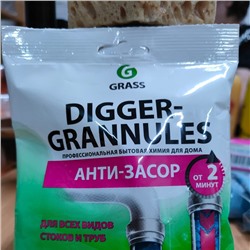 GRASS
DIGGER-
GRANNULES
ПРОФЕССИОНАЛЬНАЯ БЫТОВАЯ ХИМИЯ ДЛЯ ДОМА
АНТИ-ЗАСОР
ОТ 2
МИНУТ
ДЛЯ ВСЕХ ВИДОВ
СТОКОВ И ТРУБ